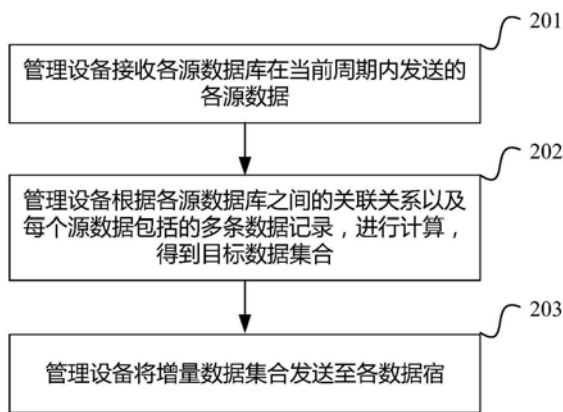 201
管理设备接收各源数据库在当前周期内发送的
各源数据
202
管理设备根据各源数据库之间的关联关系以及
每个源数据包括的多条数据记录，进行计算，
得到目标数据集合
203
管理设备将增量数据集合发送至各数据宿